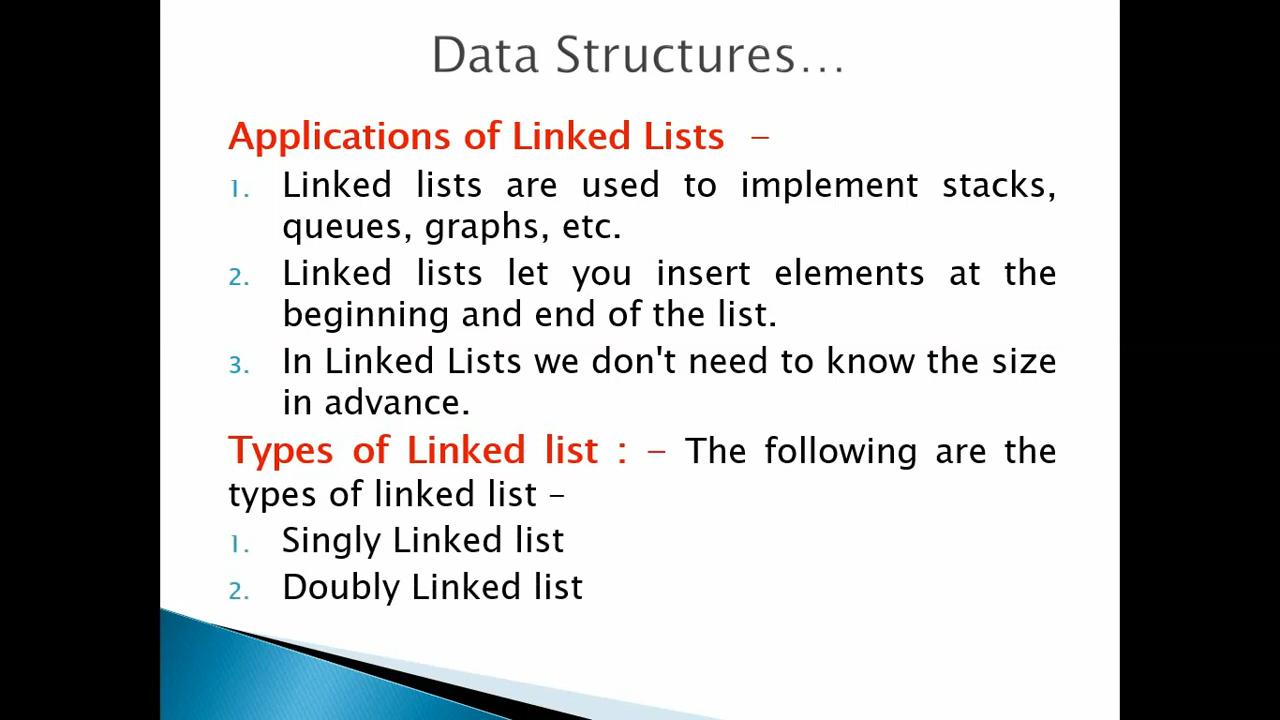 Data Structures...
Applications of Linked Lists –
1. Linked lists are used to implement stacks,
queues, graphs, etc.
2. Linked lists let you insert elements at the
beginning and end of the list.
3. In Linked Lists we don't need to know the size
in advance.
Types of Linked list : – The following are the
types of linked list –
1. Singly Linked list
2. Doubly Linked list